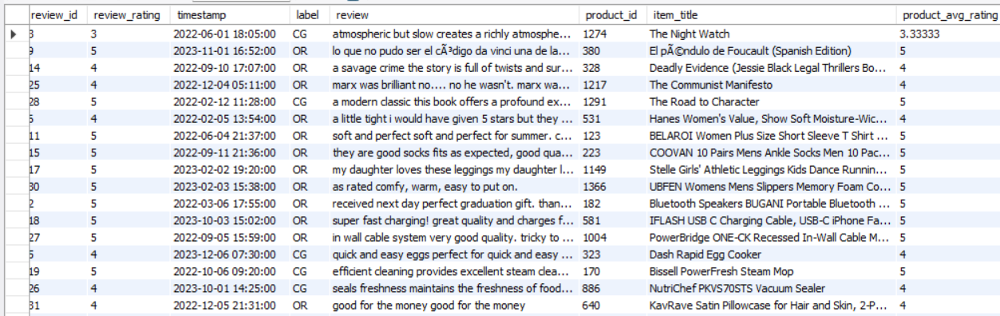 review_id review_rating timestamp label review product_id item_title product_avg_rating
3 3 2022-06-01 18:05:00 CG atmospheric but slow creates a richly atmosphe... 1274 The Night Watch 3.33333
9 5 2023-11-01 16:52:00 OR lo que no pudo ser el cÃ³digo da vinci una de la... 380 El pÃ©ndulo de Foucault (Spanish Edition) 5
14 4 2022-09-10 17:07:00 OR a savage crime the story is full of twists and sur... 328 Deadly Evidence (Jessie Black Legal Thrillers Bo... 4
25 4 2022-12-04 05:11:00 OR marx was brilliant no.... no he wasn't. marx wa... 1217 The Communist Manifesto 4
28 5 2022-02-12 11:28:00 CG a modern classic this book offers a profound ex... 1291 The Road to Character 5
5 4 2022-02-05 13:54:00 OR a little tight i would have given 5 stars but they ... 531 Hanes Women's Value, Show Soft Moisture-Wic... 4
11 5 2022-06-04 21:37:00 OR soft and perfect soft and perfect for summer. c... 123 BELAROI Women Plus Size Short Sleeve T Shirt ... 5
15 5 2022-09-11 21:36:00 OR they are good socks fits as expected, good qua... 223 COOVAN 10 Pairs Mens Ankle Socks Men 10 Pac... 5
17 5 2023-02-02 19:20:00 OR my daughter loves these leggings my daughter l... 1149 Stelle Girls' Athletic Leggings Kids Dance Runnin... 5
30 5 2023-02-03 15:38:00 OR as rated comfy, warm, easy to put on. 1366 UBFEN Womens Mens Slippers Memory Foam Co... 5
2 5 2022-03-06 17:55:00 OR received next day perfect graduation gift. than... 182 Bluetooth Speakers BUGANI Portable Bluetooth ... 5
18 5 2023-10-03 15:02:00 OR super fast charging! great quality and charges f... 581 IFLASH USB C Charging Cable, USB-C iPhone Fa... 5
27 5 2022-09-05 15:59:00 OR in wall cable system very good quality. tricky to ... 1004 PowerBridge ONE-CK Recessed In-Wall Cable M... 5
5 4 2023-12-06 07:30:00 CG quick and easy eggs perfect for quick and easy ... 323 Dash Rapid Egg Cooker 4
19 5 2022-10-06 09:20:00 CG efficient cleaning provides excellent steam clea... 170 Bissell PowerFresh Steam Mop 5
26 4 2023-10-01 14:25:00 CG seals freshness maintains the freshness of food... 886 NutriChef PKVS70STS Vacuum Sealer 4
31 4 2022-12-05 21:31:00 OR good for the money good for the money 640 KavRave Satin Pillowcase for Hair and Skin, 2-P... 4